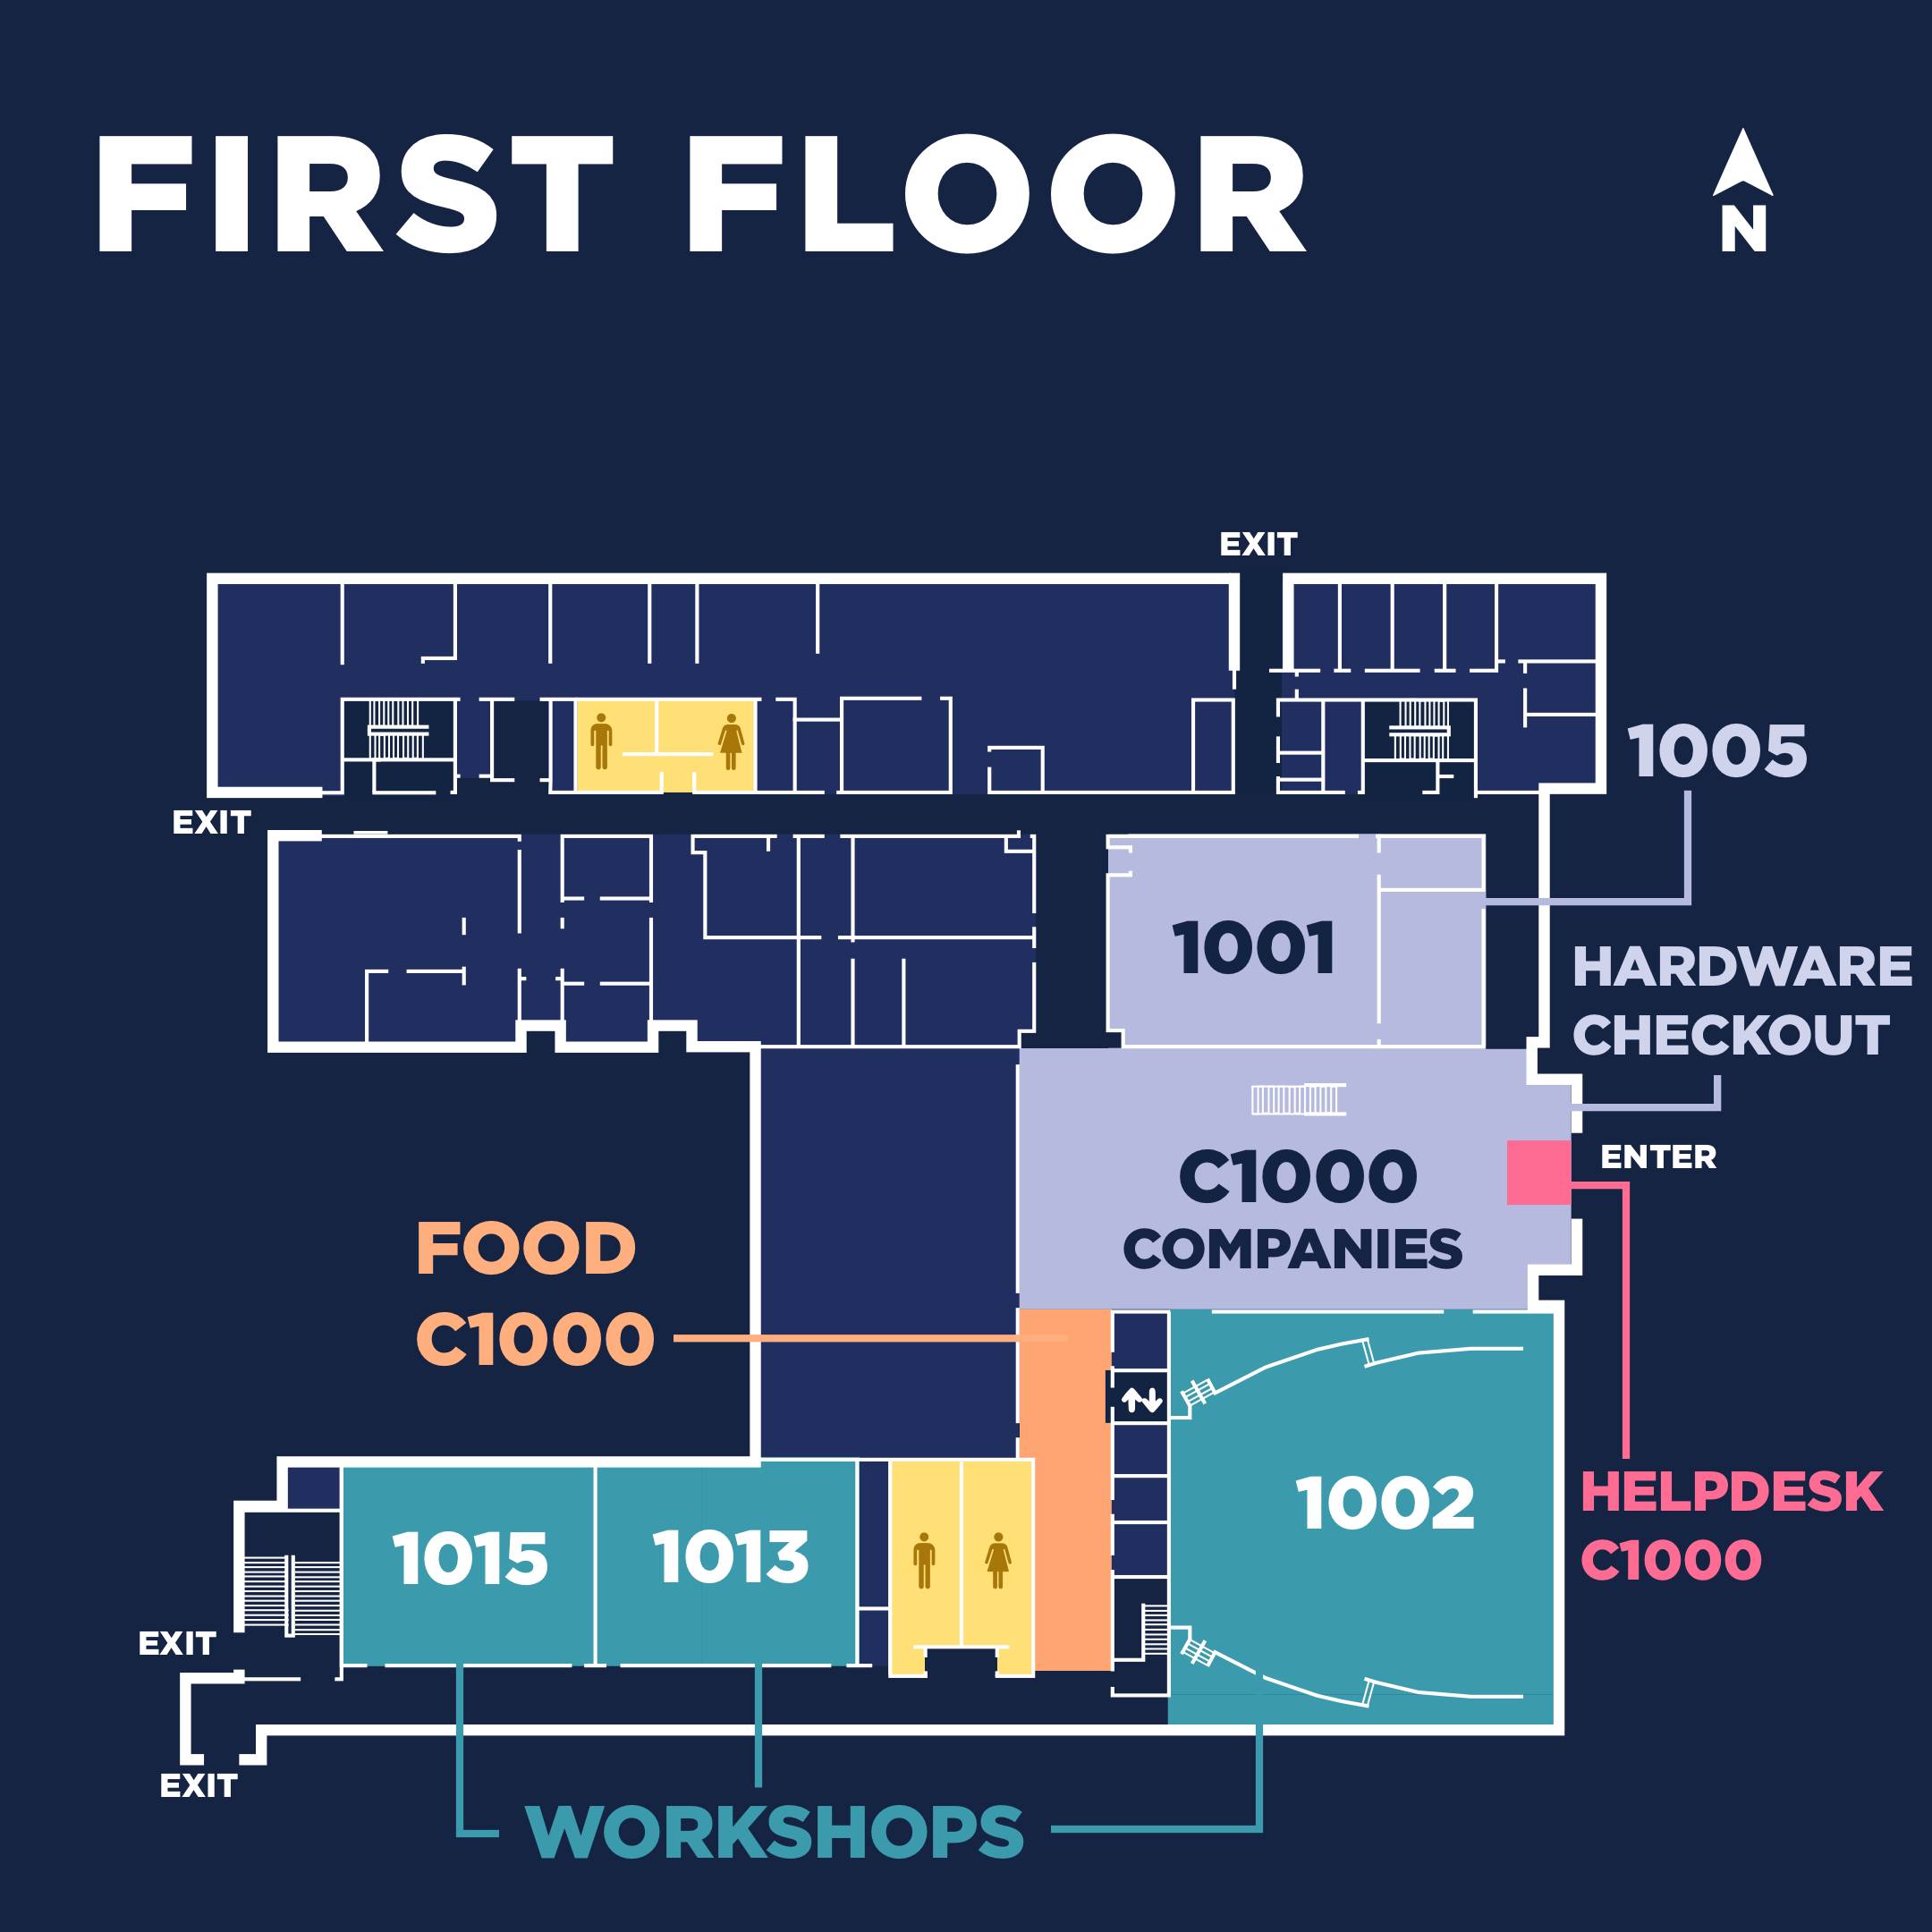 FIRST FLOOR
N
EXIT
1005
EXIT
1001
HARDWARE
CHECKOUT
ENTER
C1000
COMPANIES
FOOD
C1000
1002
HELPDESK
C1000
1015
1013
EXIT
EXIT
WORKSHOPS